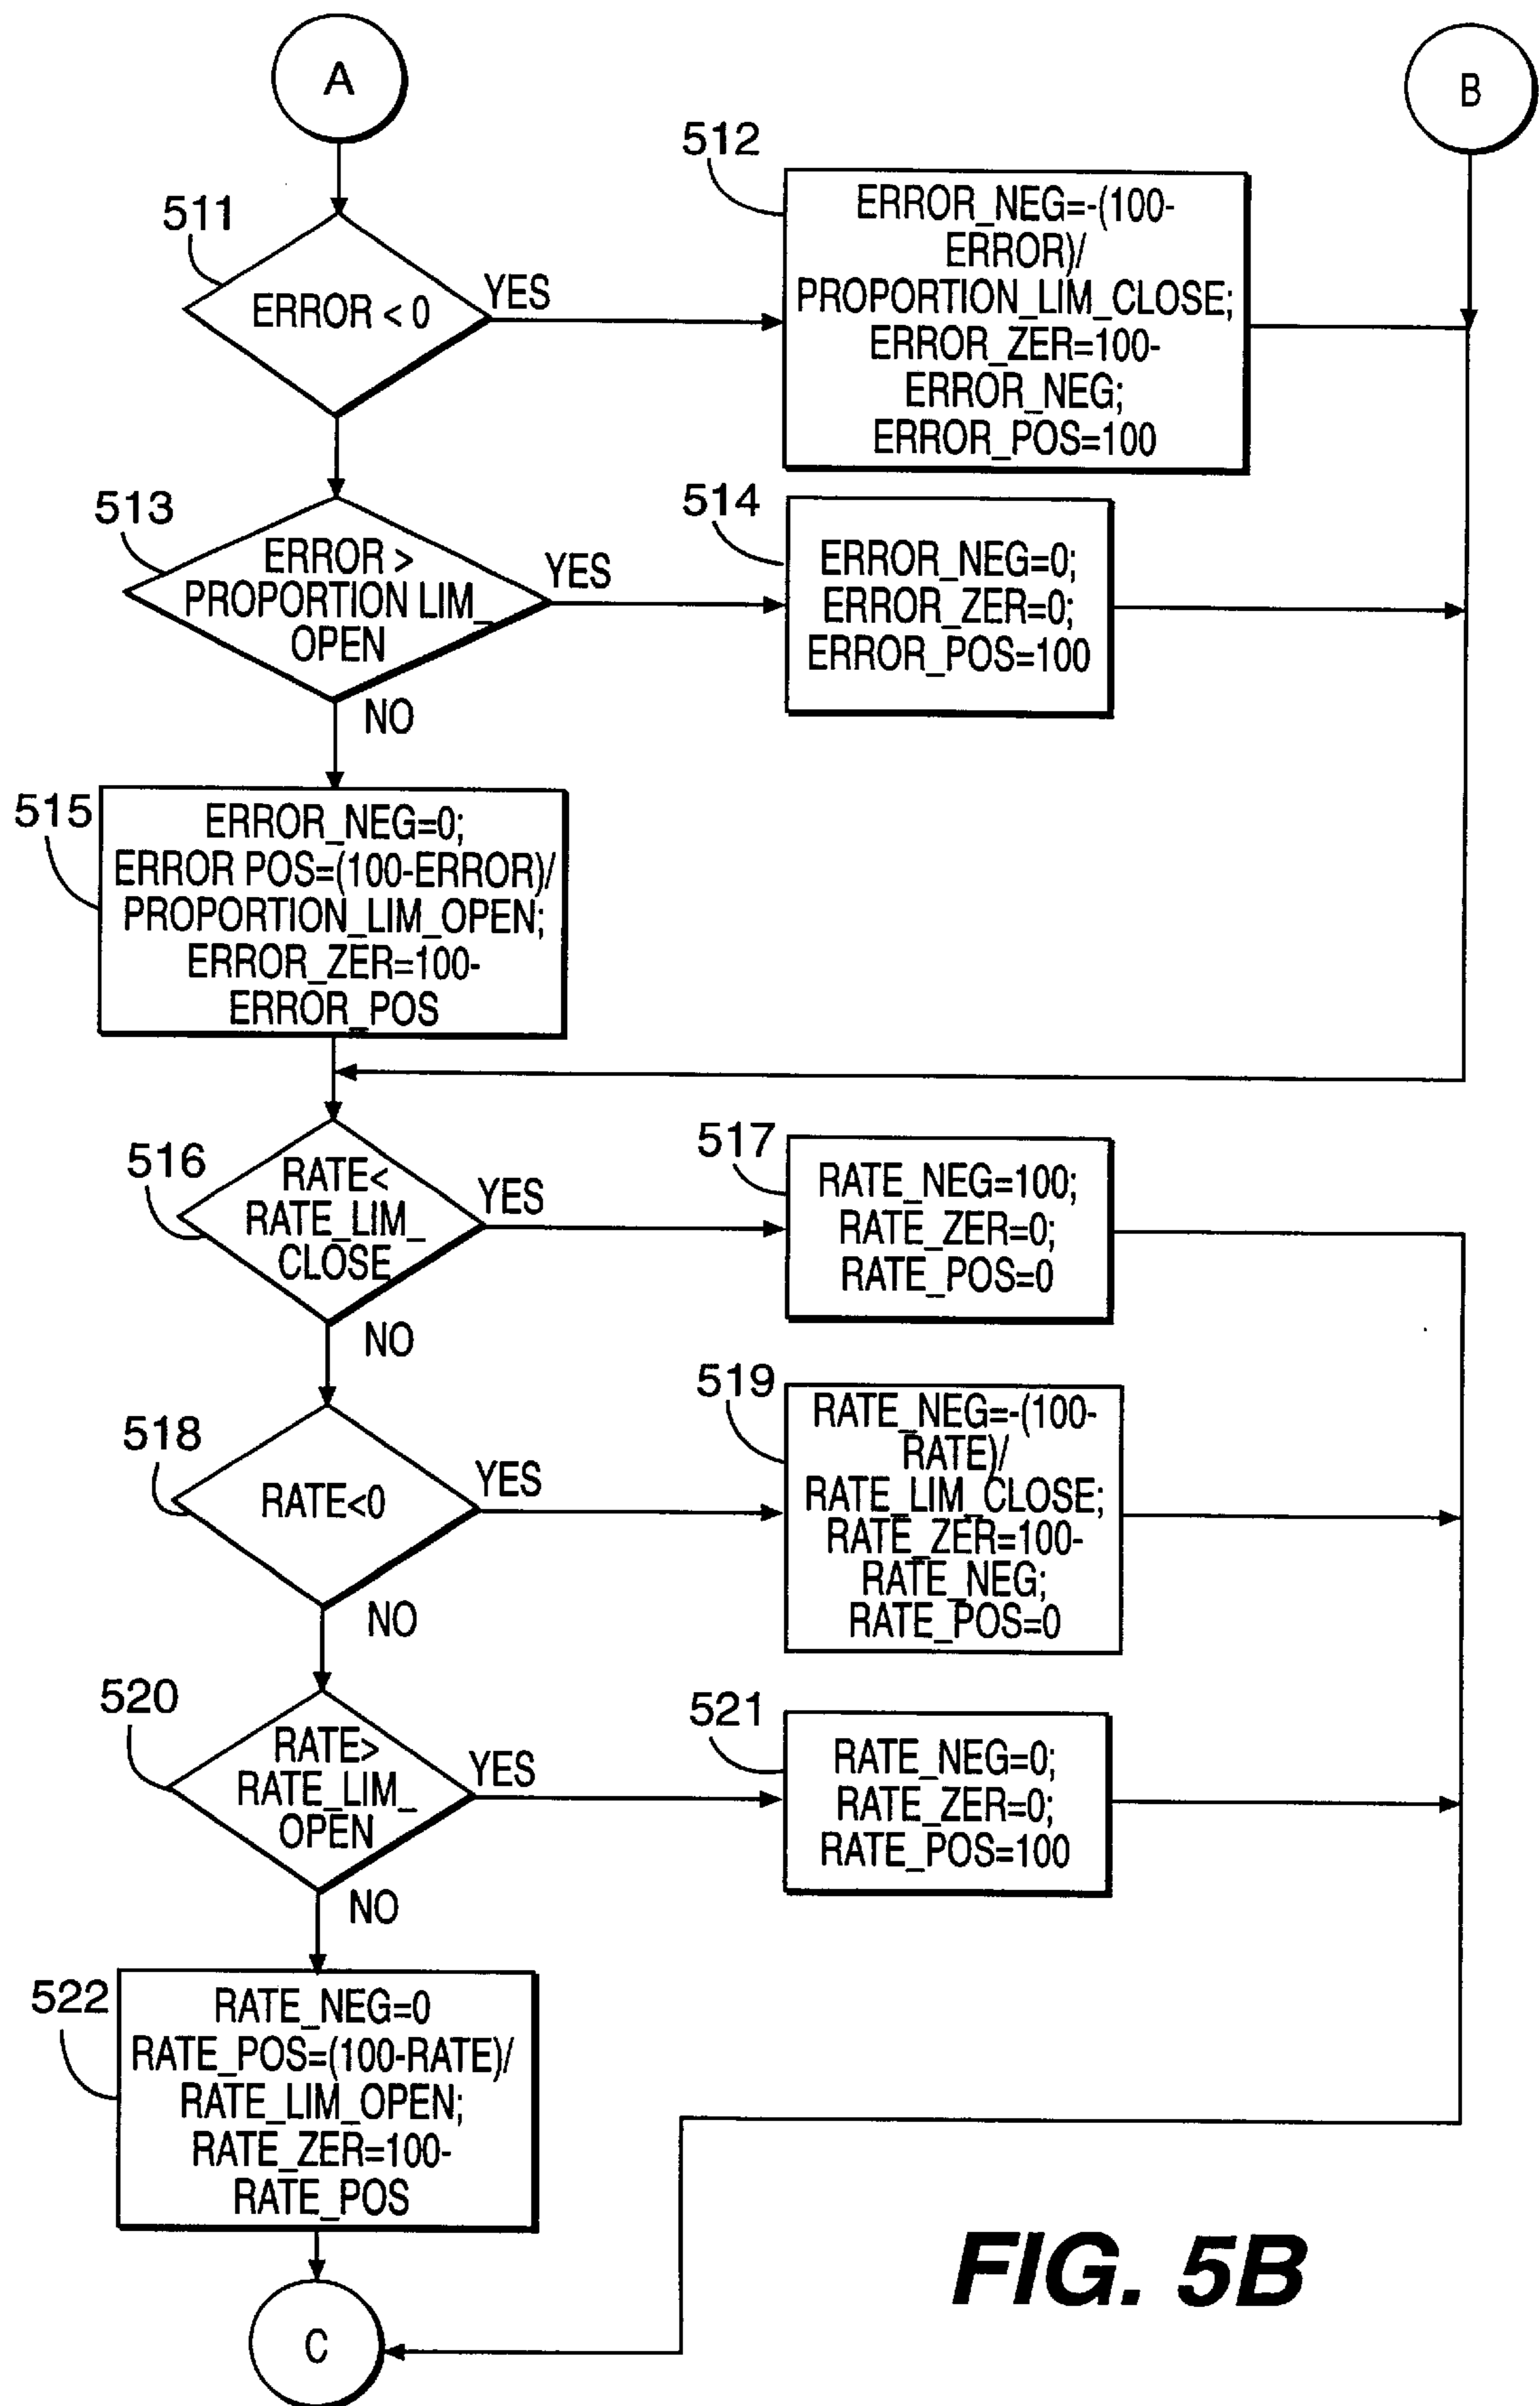 A
B
511
ERROR < 0
YES
512
ERROR_NEG=-(100-
ERROR)/
PROPORTION_LIM_CLOSE;
ERROR_ZER=100-
ERROR_NEG;
ERROR_POS=100
513
ERROR >
PROPORTION LIM_
OPEN
YES
NO
514
ERROR_NEG=0;
ERROR_ZER=0;
ERROR_POS=100
515
ERROR_NEG=0;
ERROR POS=(100-ERROR)/
PROPORTION_LIM_OPEN;
ERROR_ZER=100-
ERROR_POS
516
RATE<
RATE_LIM_
CLOSE
YES
NO
517
RATE_NEG=100;
RATE_ZER=0;
RATE_POS=0
518
RATE<0
YES
NO
519
RATE_NEG=-(100-
RATE)/
RATE_LIM_CLOSE;
RATE_ZER=100-
RATE_NEG;
RATE_POS=0
520
RATE>
RATE_LIM_
OPEN
YES
NO
521
RATE_NEG=0;
RATE_ZER=0;
RATE_POS=100
522
RATE_NEG=0
RATE_POS=(100-RATE)/
RATE_LIM_OPEN;
RATE_ZER=100-
RATE_POS
C
FIG. 5B